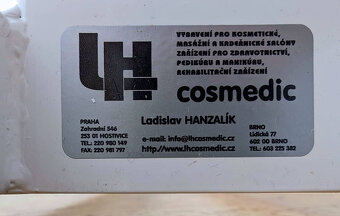 LH
VYBAVENÍ PRO KOSMETICKÉ,
MASÁŽNÍ A KADEŘNICKÉ SALÓNY
ZAŘÍZENÍ PRO ZDRAVOTNICTVÍ,
PEDIKÚRU A MANIKÚRU,
REHABILITAČNÍ ZAŘÍZENÍ
cosmedic
Ladislav HANZALÍK
PRAHA
Zahradní 546
253 01 HOSTIVICE
TEL.: 220 980 149
FAX: 220 981 797
e-mail: info@lhcosmedic.cz
http://www.lhcosmedic.cz
BRNO
Lidická 77
602 00 BRNO
TEL.: 603 225 382